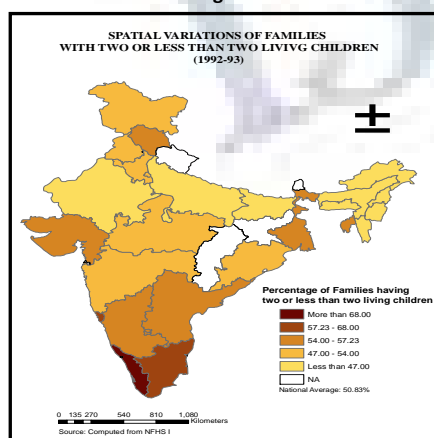 SPATIAL VARIATIONS OF FAMILIES
WITH TWO OR LESS THAN TWO LIVIVG CHILDREN
(1992-93)
±
Percentage of Families having
two or less than two living children
More than 68.00
57.23 - 68.00
54.00 - 57.23
47.00 - 54.00
Less than 47.00
NA
National Average: 50.83%
0 135 270 540 810 1,080
Kilometers
Source: Computed from NFHS I